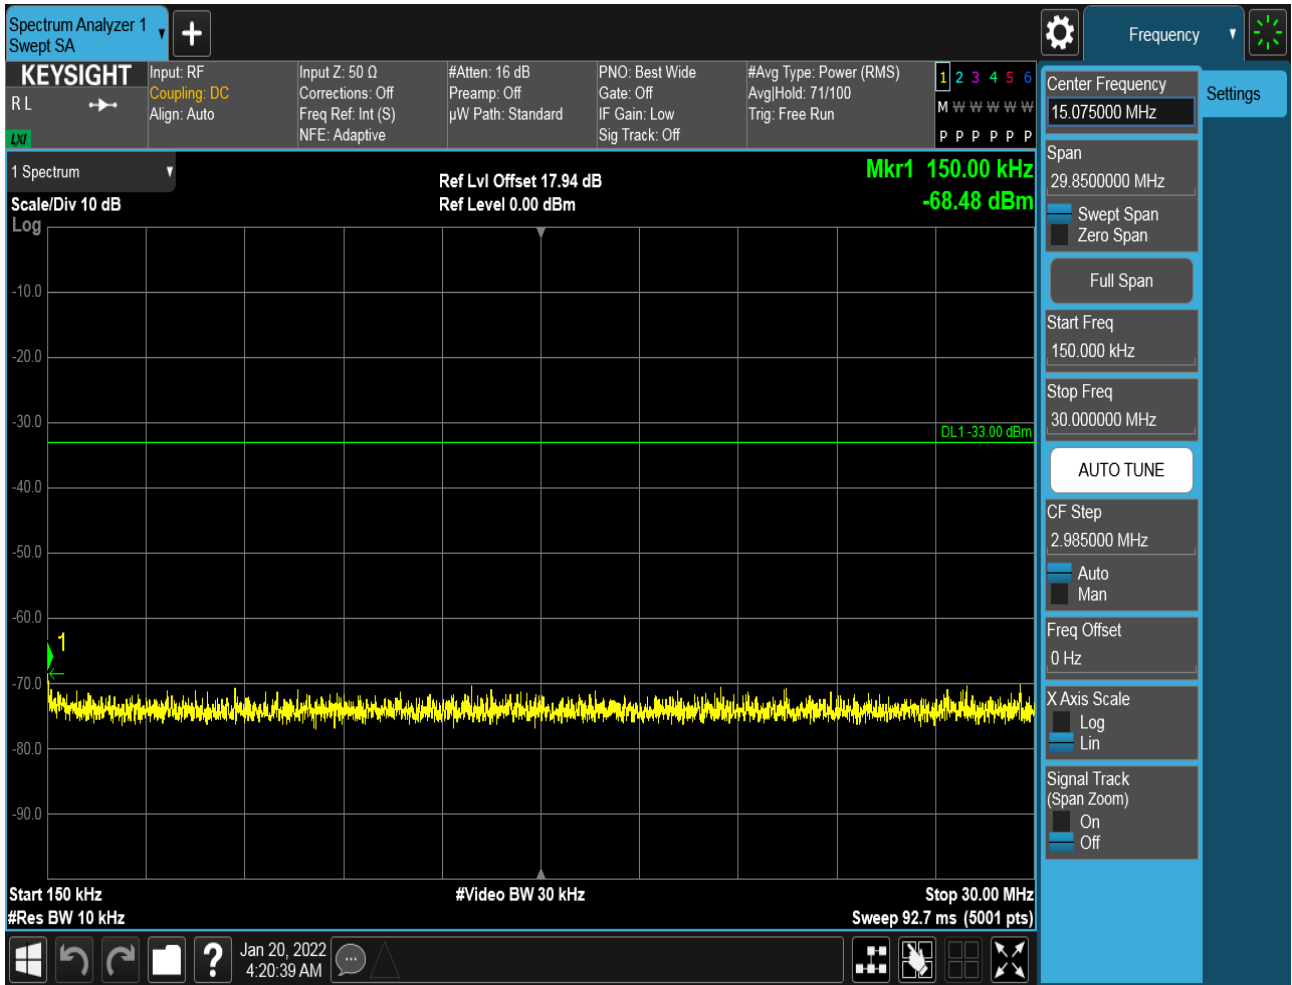 Spectrum Analyzer 1
Swept SA
Frequency
KEYSIGHT
R L
LXI
Input: RF
Coupling: DC
Align: Auto
Input Z: 50 Ω
Corrections: Off
Freq Ref: Int (S)
NFE: Adaptive
#Atten: 16 dB
Preamp: Off
µW Path: Standard
PNO: Best Wide
Gate: Off
IF Gain: Low
Sig Track: Off
#Avg Type: Power (RMS)
Avg|Hold: 71/100
Trig: Free Run
1 2 3 4 5 6
M W W W W W
P P P P P P
1 Spectrum
Scale/Div 10 dB
Log
Ref Lvl Offset 17.94 dB
Ref Level 0.00 dBm
Mkr1 150.00 kHz
-68.48 dBm
-10.0
-20.0
-30.0
DL1 -33.00 dBm
-40.0
-50.0
-60.0
1
-70.0
-80.0
-90.0
Start 150 kHz
#Video BW 30 kHz
Stop 30.00 MHz
#Res BW 10 kHz
Sweep 92.7 ms (5001 pts)
Center Frequency
15.075000 MHz
Settings
Span
29.8500000 MHz
Swept Span
Zero Span
Full Span
Start Freq
150.000 kHz
Stop Freq
30.000000 MHz
AUTO TUNE
CF Step
2.985000 MHz
Auto
Man
Freq Offset
0 Hz
X Axis Scale
Log
Lin
Signal Track
(Span Zoom)
On
Off
?
Jan 20, 2022
4:20:39 AM